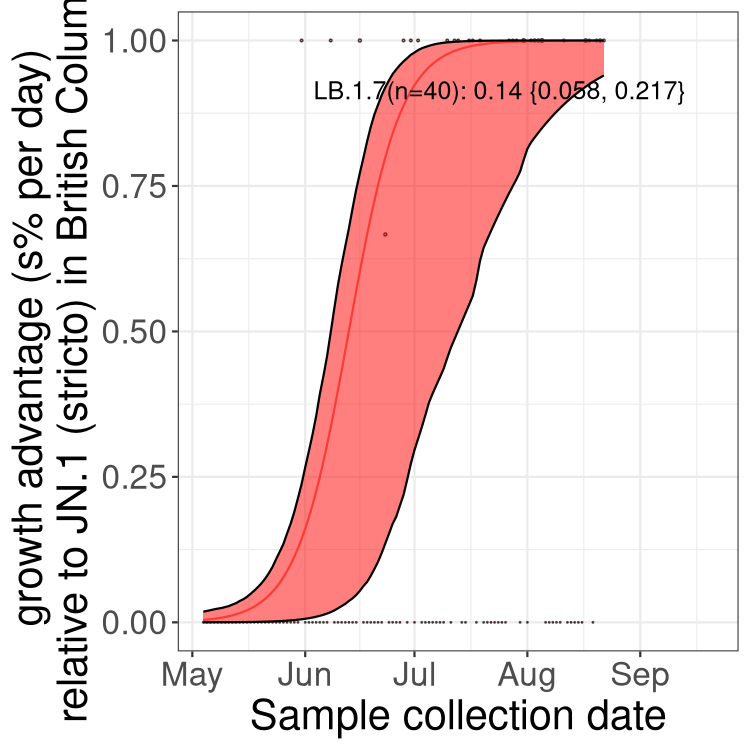 growth advantage (s% per day)
relative to JN.1 (stricto) in British Colum
1.00
0.75
0.50
0.25
0.00
LB.1.7(n=40): 0.14 {0.058, 0.217}
May Jun Jul Aug Sep
Sample collection date